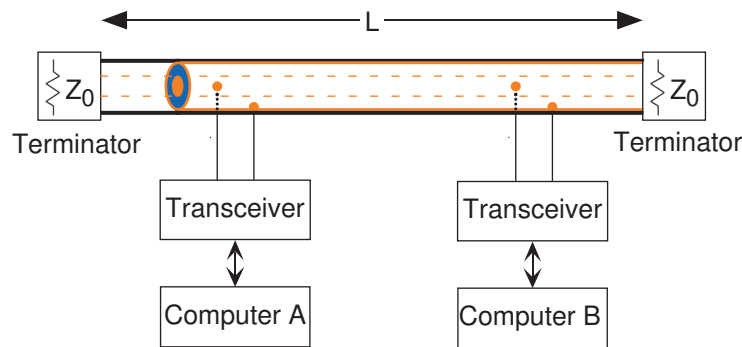 L
Z0
Z0
Terminator
Terminator
Transceiver
Transceiver
Computer A
Computer B